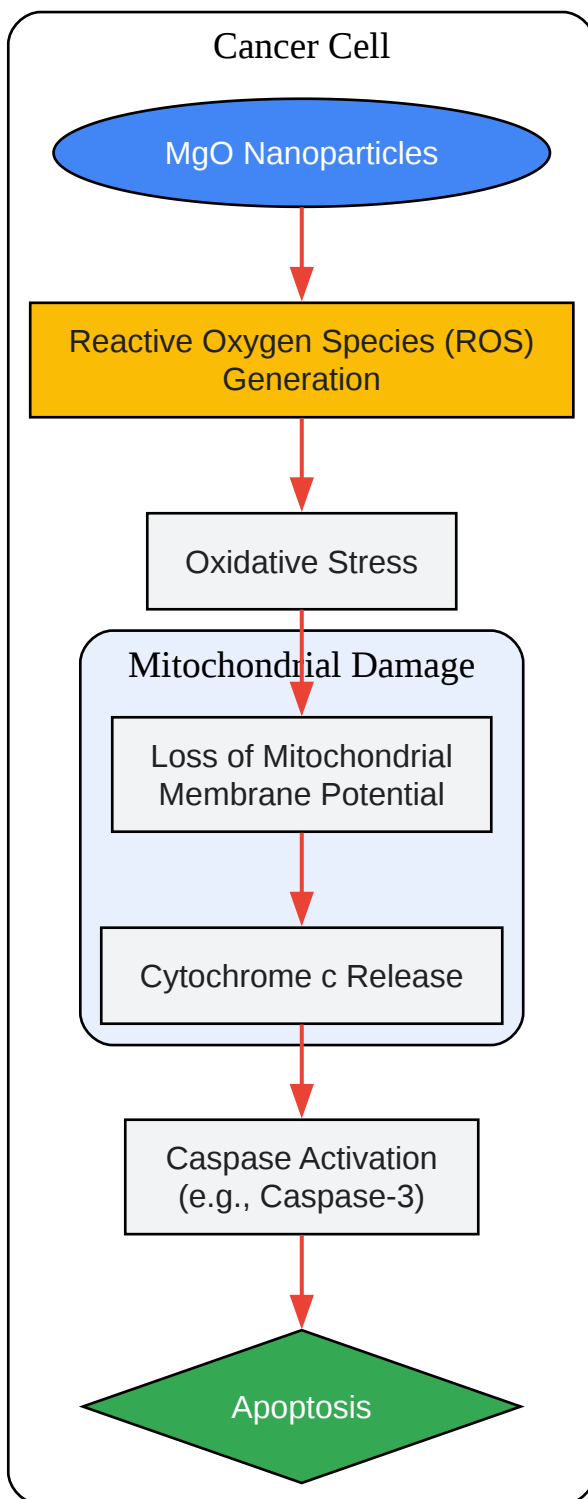 Cancer Cell
MgO Nanoparticles
Reactive Oxygen Species (ROS)
Generation
Oxidative Stress
Mitochondrial Damage
Loss of Mitochondrial
Membrane Potential
Cytochrome c Release
Caspase Activation
(e.g., Caspase-3)
Apoptosis